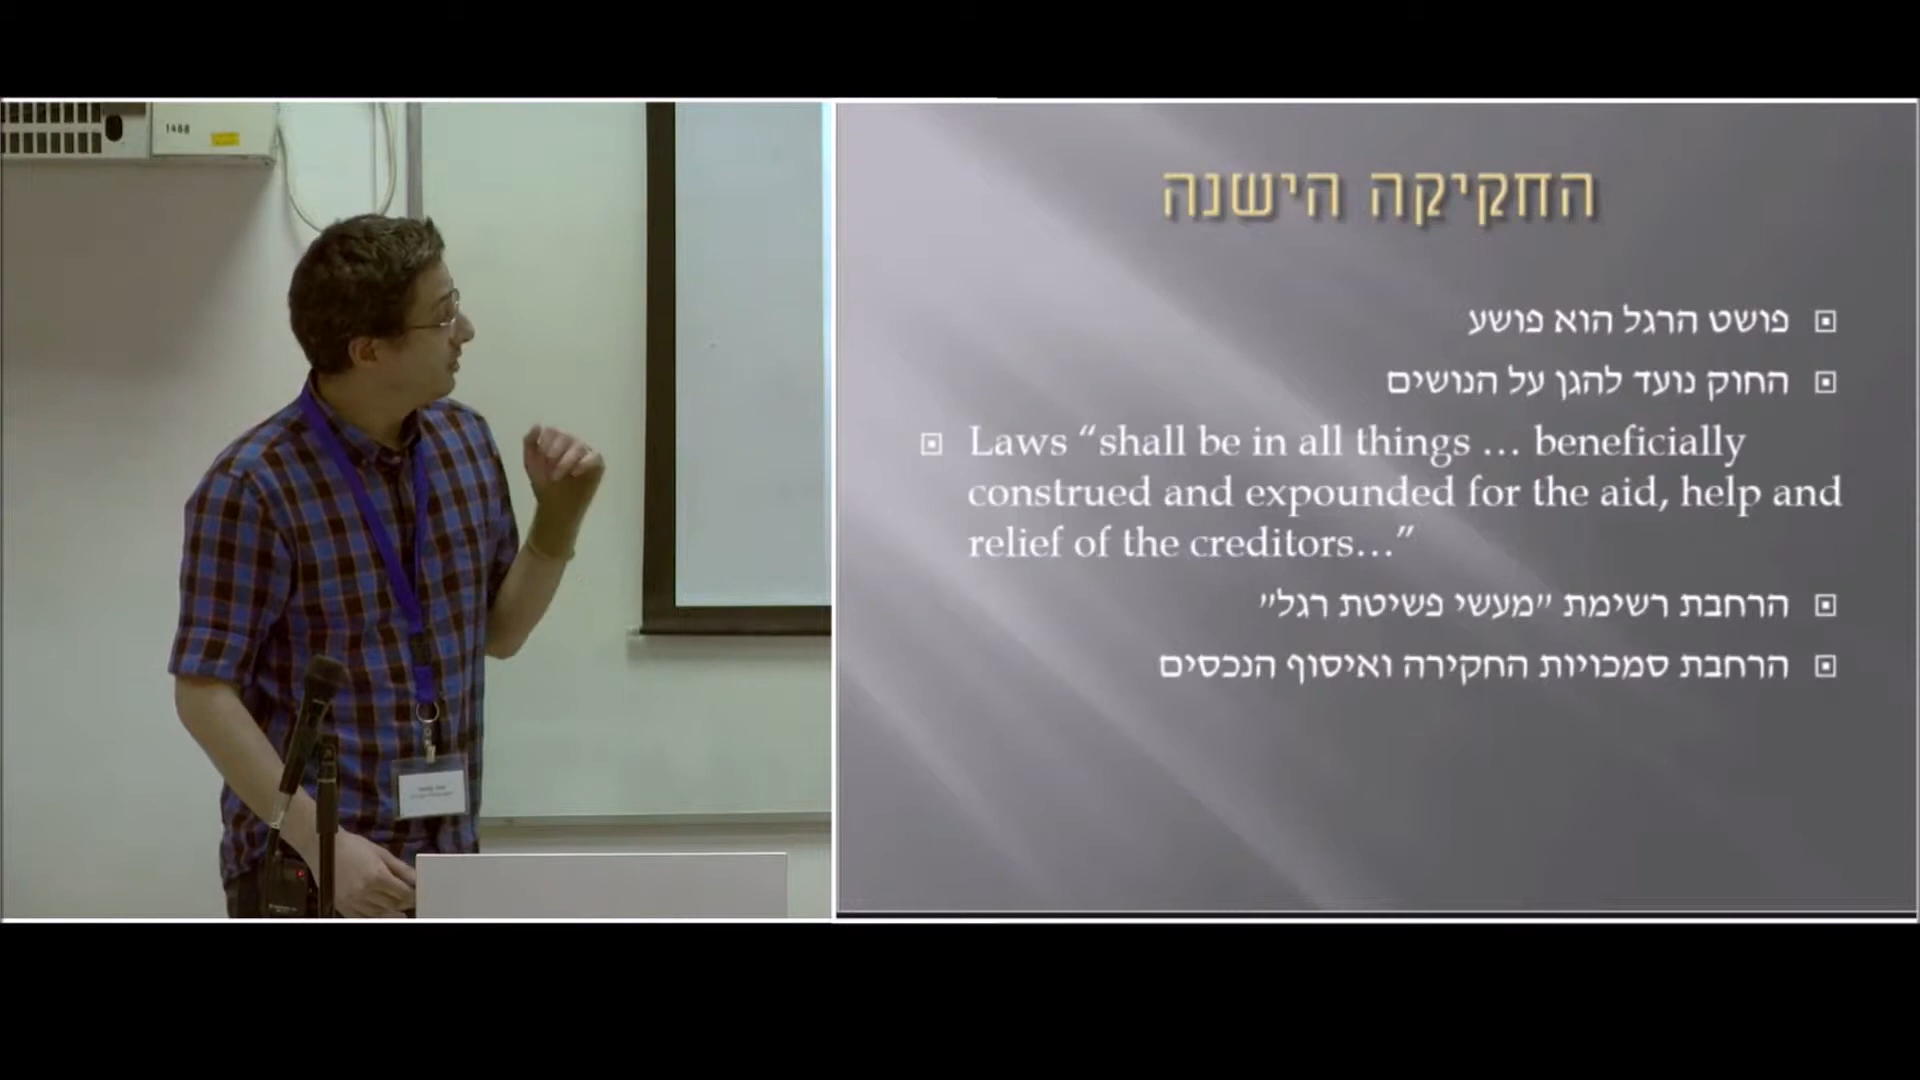 1488
החקיקה הישנה
פושט הרגל הוא פושע
החוק נועד להגן על הנושים
Laws “shall be in all things … beneficially
construed and expounded for the aid, help and
relief of the creditors…”
הרחבת רשימת ״מעשי פשיטת רגל״
הרחבת סמכויות החקירה ואיסוף הנכסים